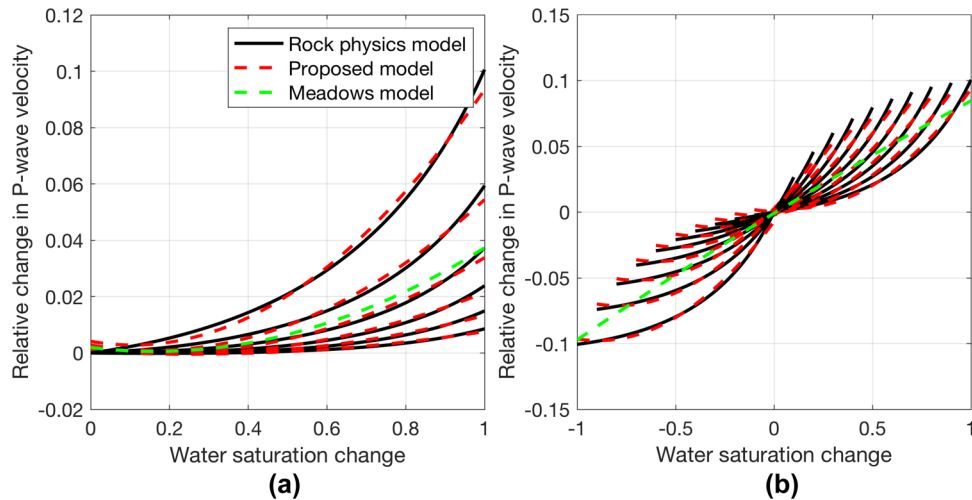 Relative change in P-wave velocity
0.12
0.1
0.08
0.06
0.04
0.02
0
-0.02
Rock physics model
Proposed model
Meadows model
0 0.2 0.4 0.6 0.8 1
Water saturation change
(a)
Relative change in P-wave velocity
0.15
0.1
0.05
0
-0.05
-0.1
-0.15
-1 -0.5 0 0.5 1
Water saturation change
(b)